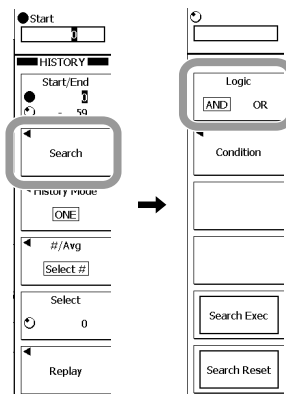 Start
0
HISTORY
Start/End
0
- 59
Search
History Mode
ONE
#/Avg
Select #
Select
0
Replay
Logic
AND OR
Condition
Search Exec
Search Reset